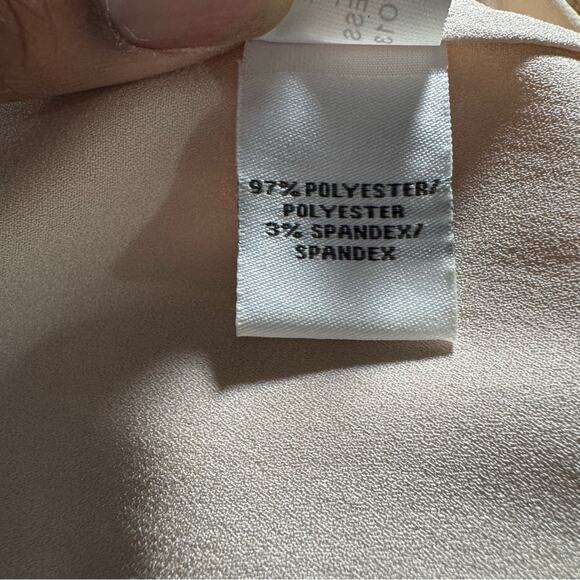 97% POLYESTER/
POLYESTER
3% SPANDEX/
SPANDEX